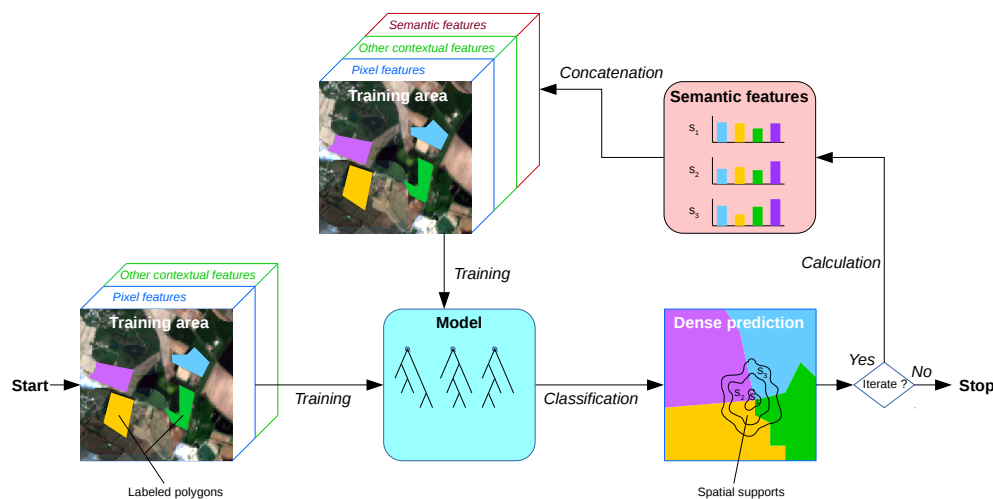 Semantic features
Other contextual features
Pixel features
Training area
Concatenation
Semantic features
s1
s2
s3
Training
Calculation
Other contextual features
Pixel features
Training area
Start
Training
Model
Classification
Dense prediction
s3
s2
Yes
Iterate ?
No
Stop
Labeled polygons
Spatial supports